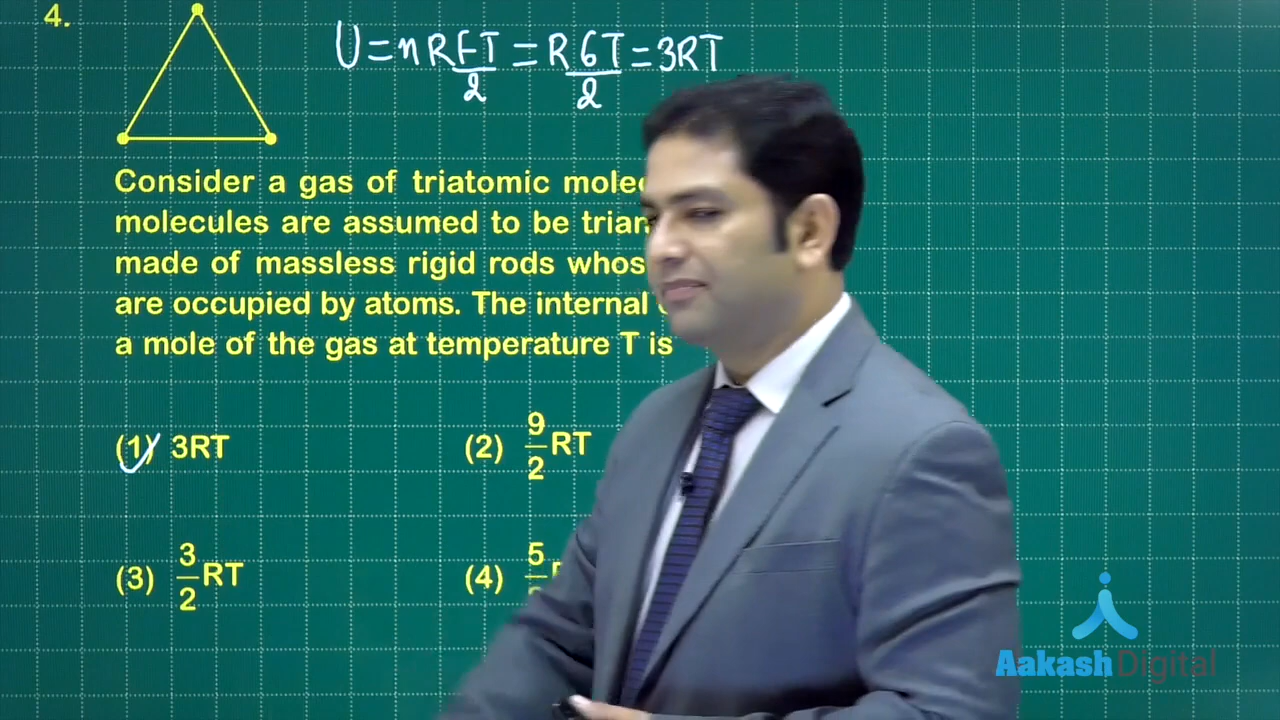 4.
U = n R F T / 2 = R 6 T / 2 = 3RT
Consider a gas of triatomic
molecules are assumed to be
made of massless rigid rods
are occupied by atoms. The internal
a mole of the gas at temperature T is
(1) 3RT
(2) 9/2 RT
(3) 3/2 RT
(4)
Aakash Digital